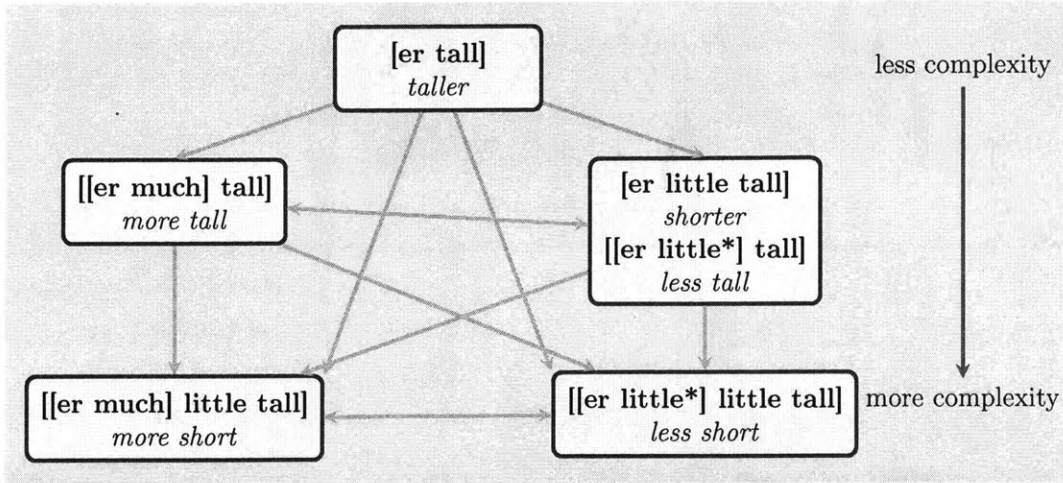 [er tall]
taller
less complexity
[[er much] tall]
more tall
[er little tall]
shorter
[[er little*] tall]
less tall
[[er much] little tall]
more short
[[er little*] little tall]
less short
more complexity